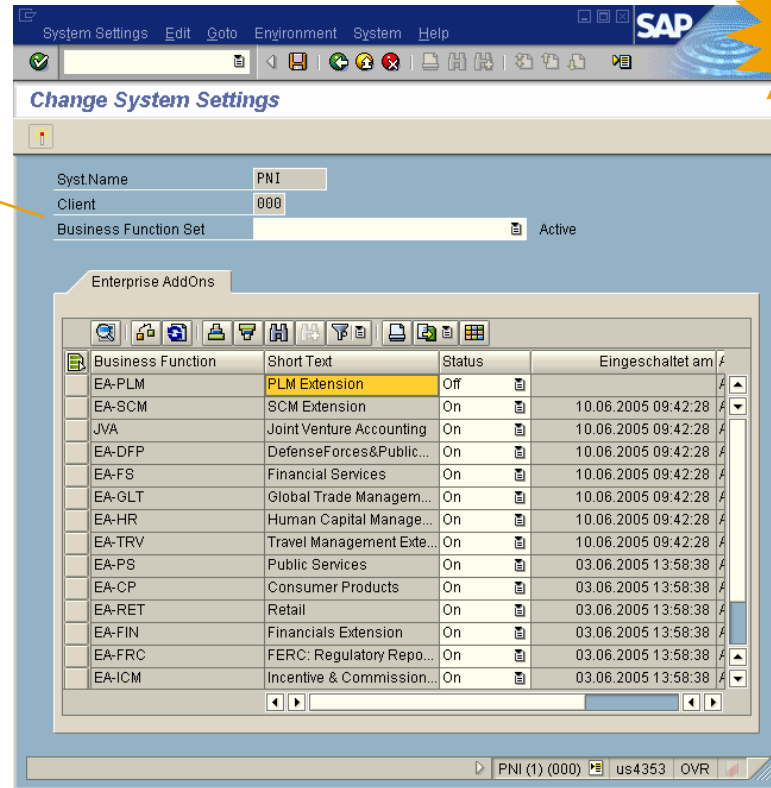 System Settings Edit Goto Environment System Help
SAP
Change System Settings
Syst.Name PNI
Client 000
Business Function Set Active
Enterprise AddOns
Business Function Short Text Status Eingeschaltet am A
EA-PLM PLM Extension Off A
EA-SCM SCM Extension On 10.06.2005 09:42:28 A
JVA Joint Venture Accounting On 10.06.2005 09:42:28 A
EA-DFP DefenseForces&Public... On 10.06.2005 09:42:28 A
EA-FS Financial Services On 10.06.2005 09:42:28 A
EA-GLT Global Trade Managem... On 10.06.2005 09:42:28 A
EA-HR Human Capital Manage... On 10.06.2005 09:42:28 A
EA-TRV Travel Management Exte... On 10.06.2005 09:42:28 A
EA-PS Public Services On 03.06.2005 13:58:38 A
EA-CP Consumer Products On 03.06.2005 13:58:38 A
EA-RET Retail On 03.06.2005 13:58:38 A
EA-FIN Financials Extension On 03.06.2005 13:58:38 A
EA-FRC FERC: Regulatory Repo... On 03.06.2005 13:58:38 A
EA-ICM Incentive & Commission... On 03.06.2005 13:58:38 A
PNI (1) (000) us4353 OVR